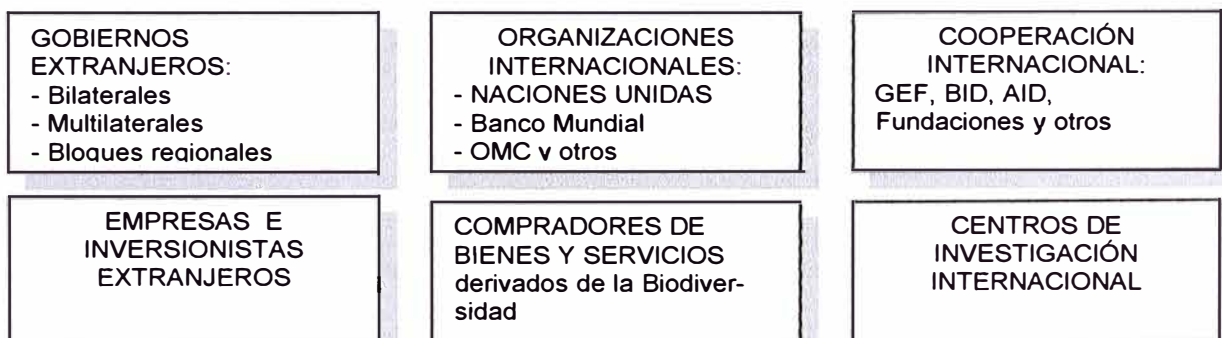 GOBIERNOS
EXTRANJEROS:
- Bilaterales
- Multilaterales
- Bloques regionales
ORGANIZACIONES
INTERNACIONALES:
- NACIONES UNIDAS
- Banco Mundial
- OMC y otros
COOPERACIÓN
INTERNACIONAL:
GEF, BID, AID,
Fundaciones y otros
EMPRESAS E
INVERSIONISTAS
EXTRANJEROS
COMPRADORES DE
BIENES Y SERVICIOS
derivados de la Biodiver-
sidad
CENTROS DE
INVESTIGACIÓN
INTERNACIONAL